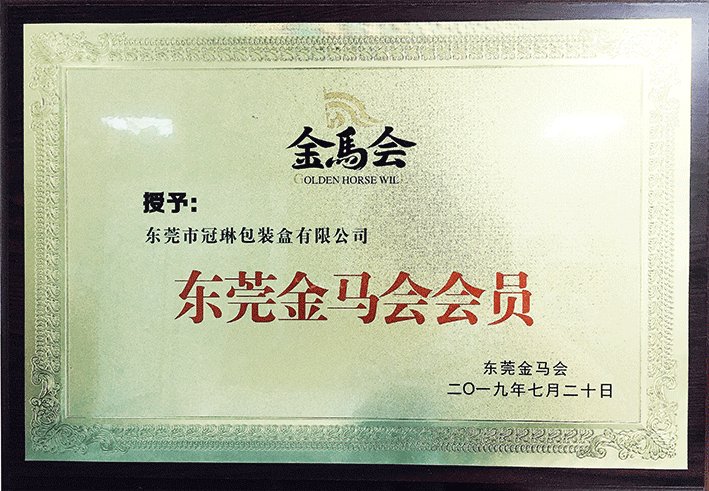 金馬会
GOLDEN HORSE WILL
授予：
东莞市冠琳包装盒有限公司
东莞金马会会员
东莞金马会
二〇一九年七月二十日